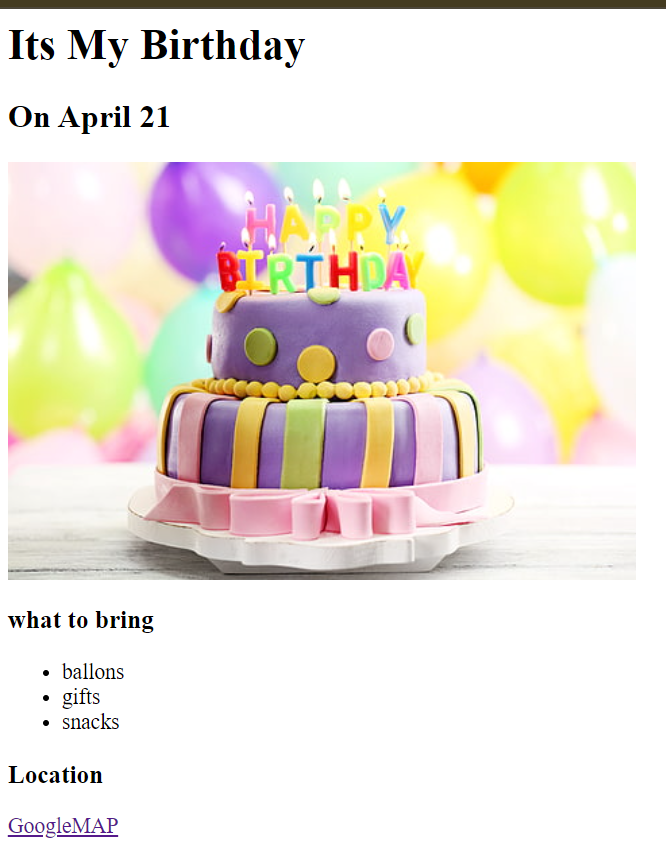 Its My Birthday
On April 21
HAPPY
BIRTHDAY
what to bring
ballons
gifts
snacks
Location
GoogleMAP